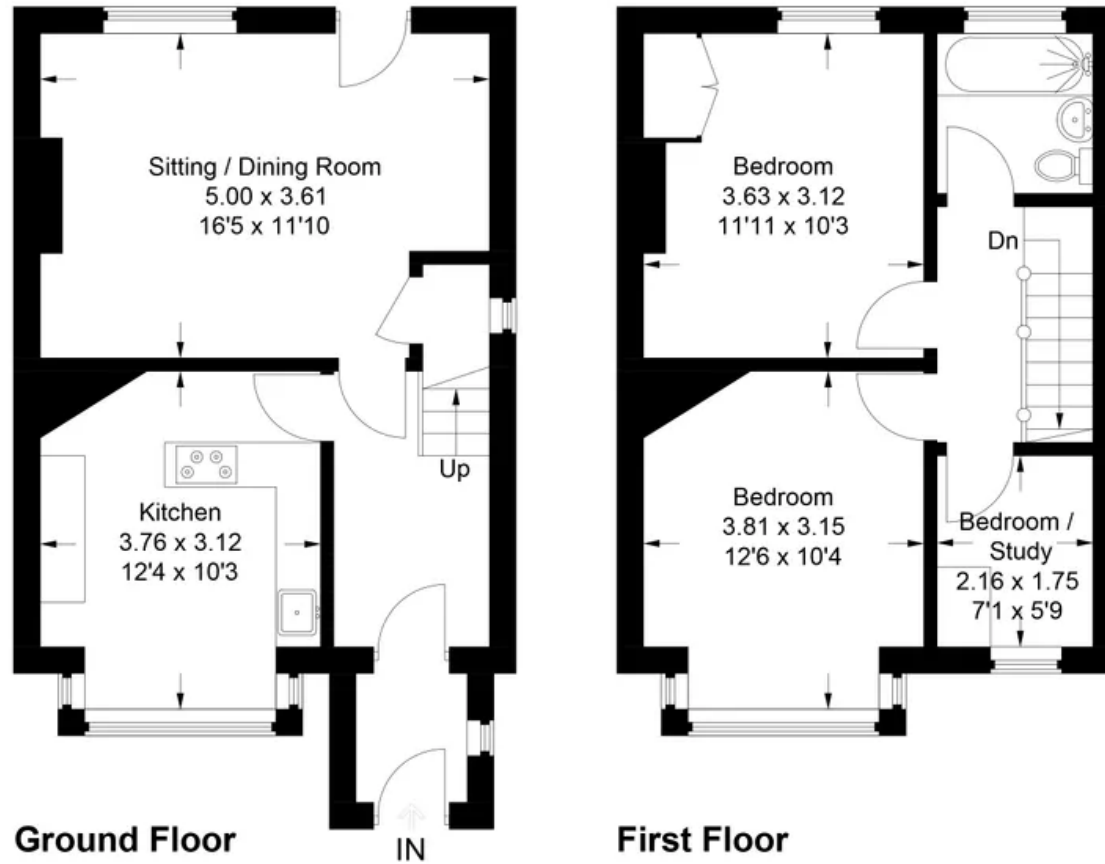 Sitting / Dining Room
5.00 x 3.61
16'5 x 11'10
Up
Kitchen
3.76 x 3.12
12'4 x 10'3
Ground Floor
IN
Bedroom
3.63 x 3.12
11'11 x 10'3
Dn
Bedroom
3.81 x 3.15
12'6 x 10'4
Bedroom /
Study
2.16 x 1.75
7'1 x 5'9
First Floor